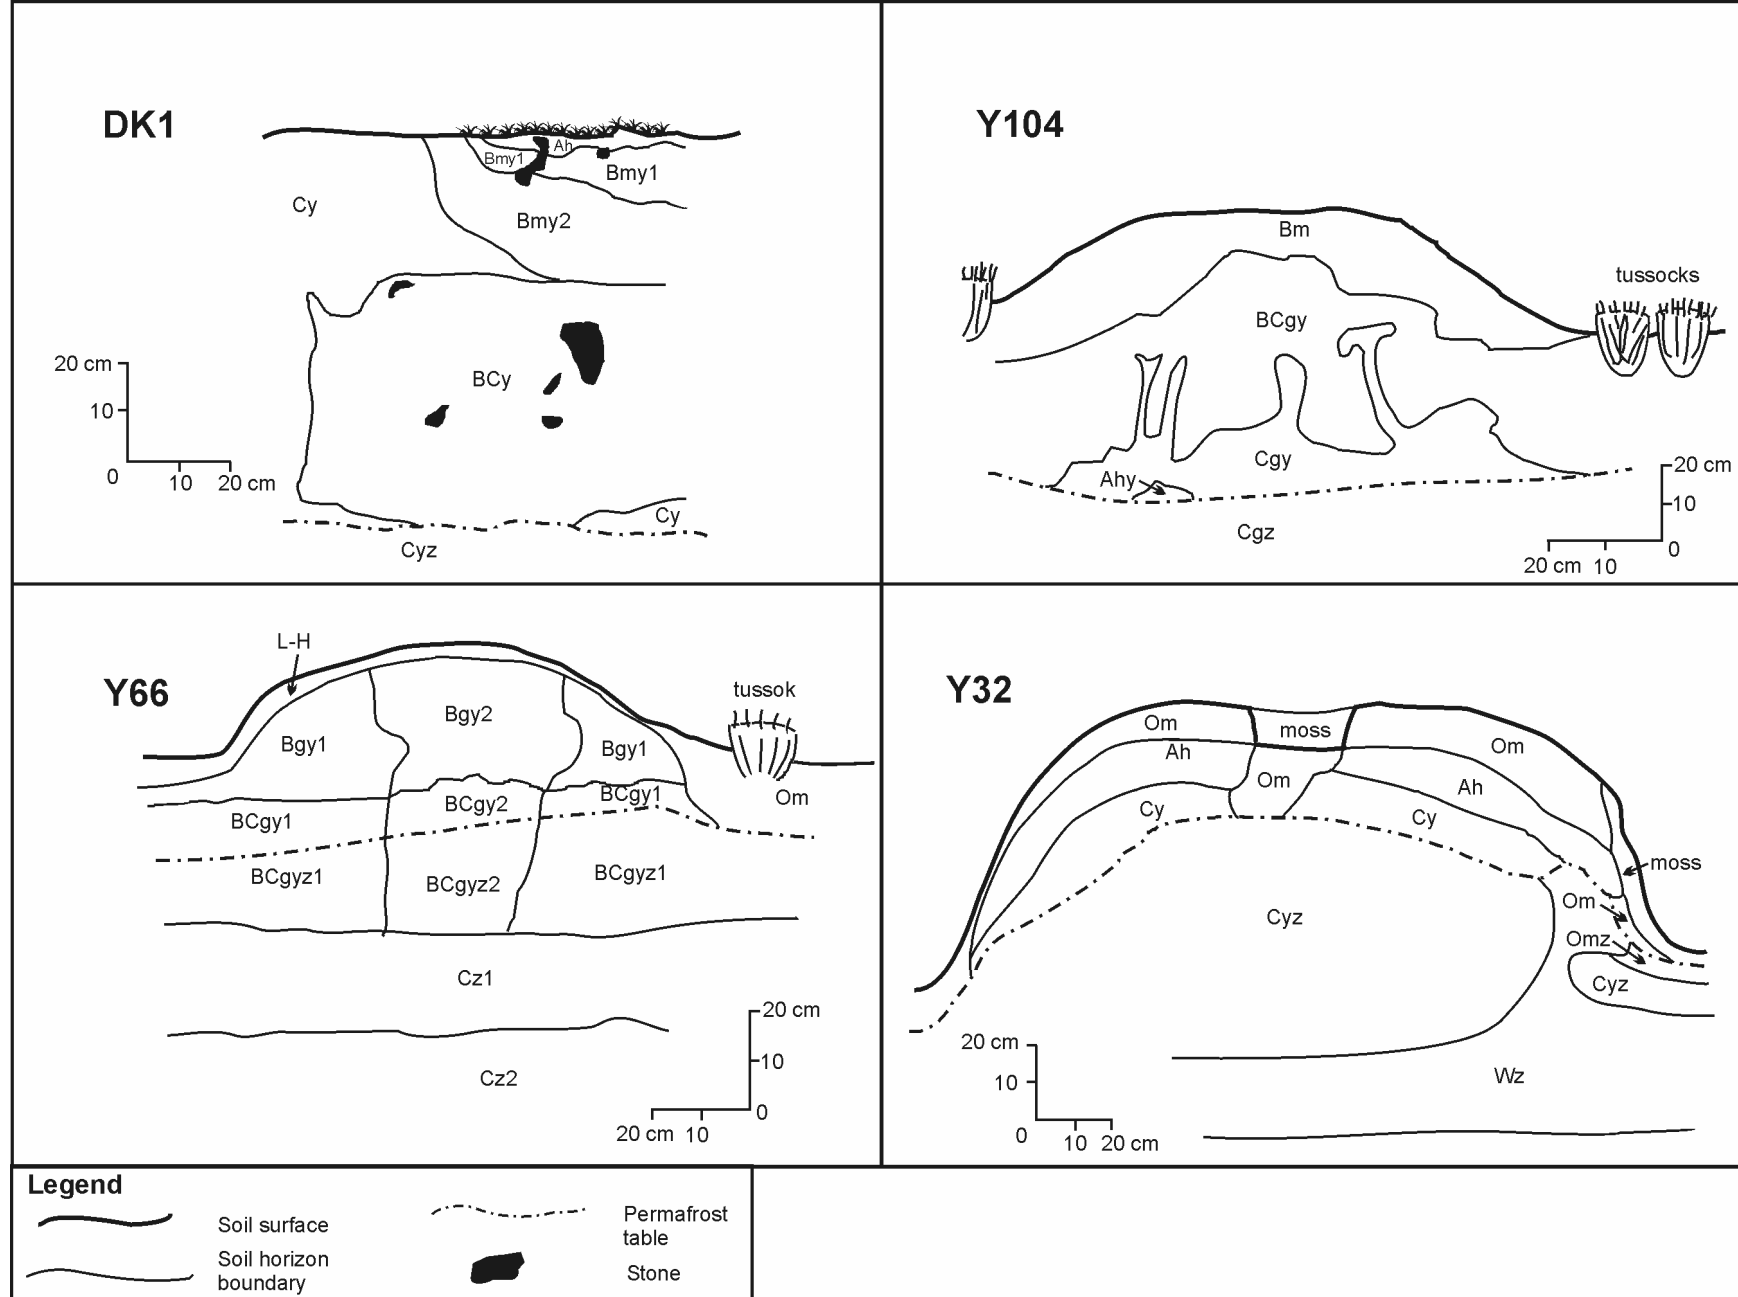 DK1
Ah
Bmy1
Bmy1
Cy
Bmy2
20 cm
10
BCy
0
10
20 cm
Cy
Cyz
Y104
Bm
tussocks
BCgy
Cgy
Ahy
20 cm
10
Cgz
0
20 cm
10
L-H
Y66
tussok
Bgy2
Bgy1
Bgy1
BCgy2
BCgy1
Om
BCgy1
BCgyz1
BCgyz2
BCgyz1
Cz1
20 cm
10
Cz2
0
20 cm
10
Y32
Om
moss
Om
Ah
Om
Ah
Cy
Cy
moss
Om
Cyz
Omz
Cyz
20 cm
10
Wz
0
10
20 cm
Legend
Soil surface
Permafrost
table
Soil horizon
boundary
Stone